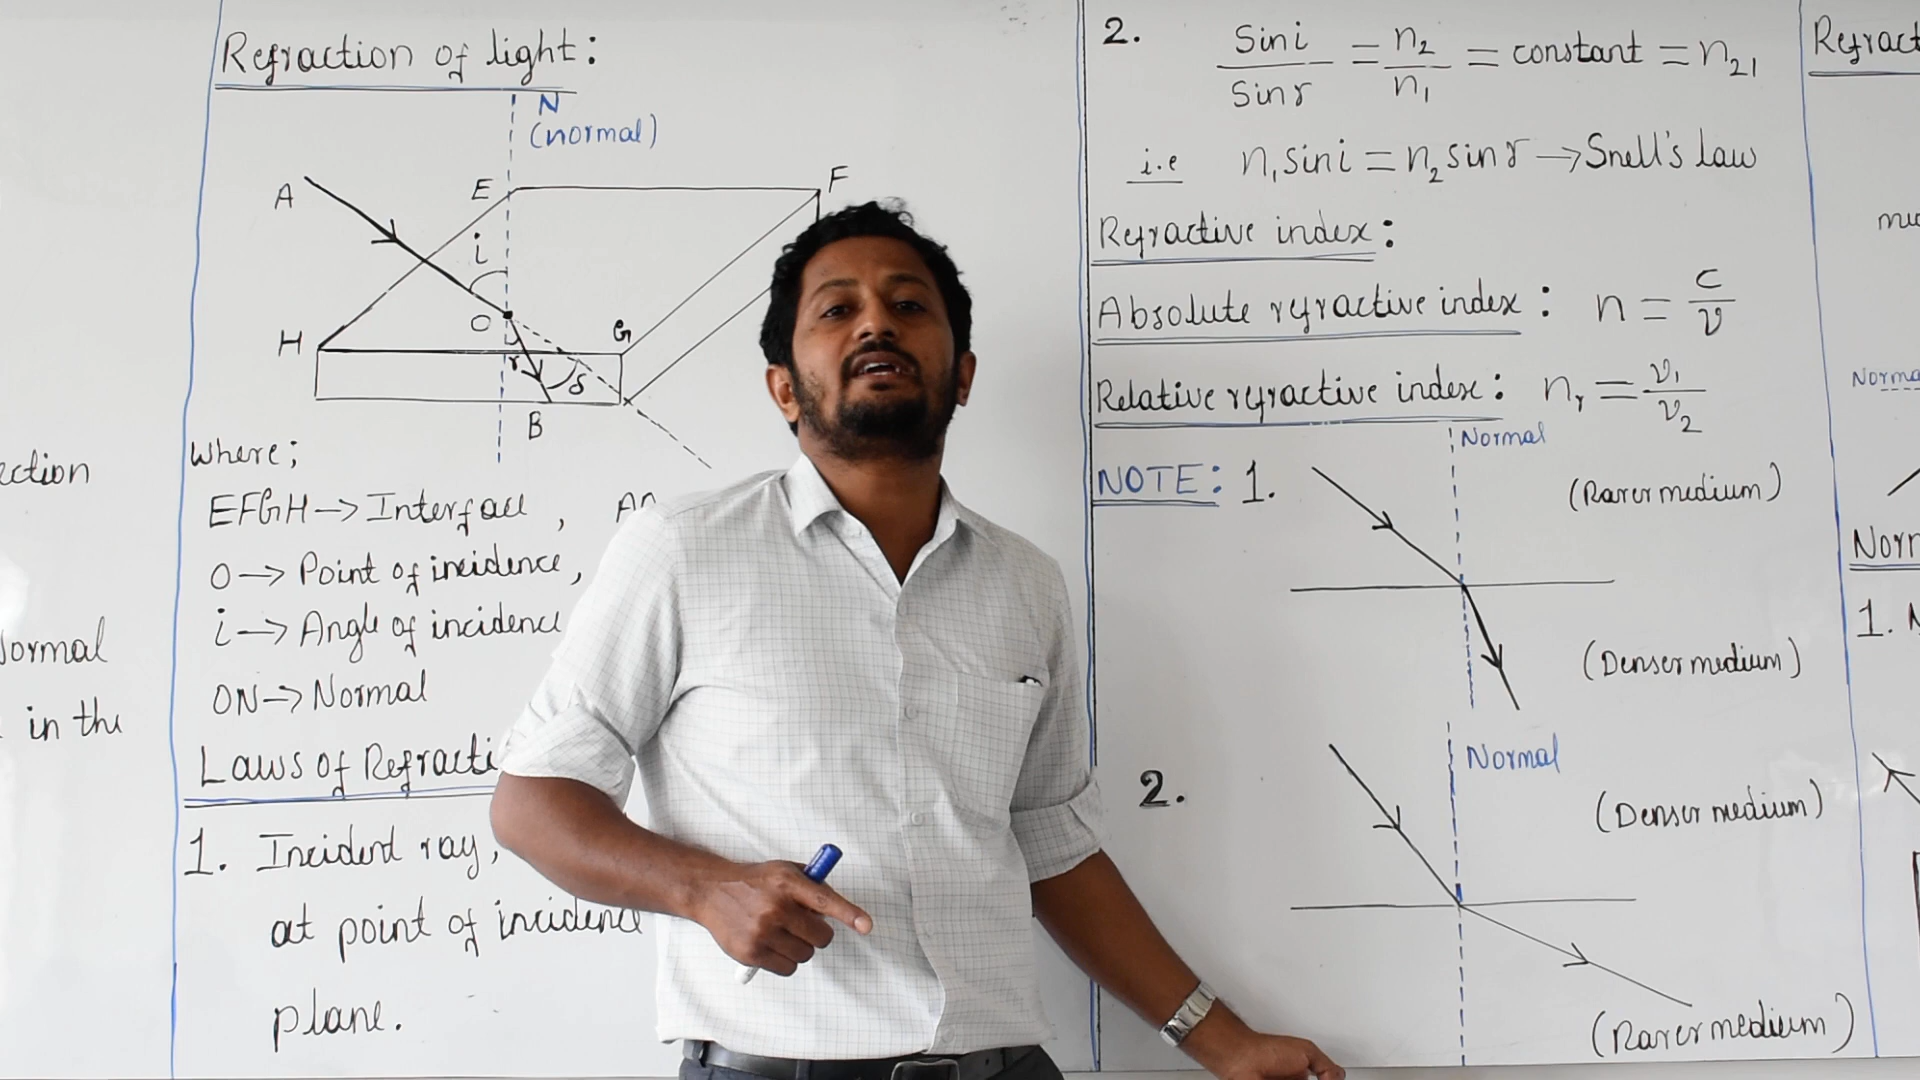 ection
Normal
in the
Refraction of light:
N
(normal)
A
E
F
i
O
H
G
r
δ
B
Where;
EFGH → Interface,
O → Point of incidence,
i → Angle of incidence
ON → Normal
Laws of Refracti
1. Incident ray,
at point of incidence
plane.
2. Sin i / Sin r = n₂ / n₁ = constant = n₂₁
i.e n₁ sin i = n₂ sin r → Snell's law
Refractive index:
Absolute refractive index: n = c / v
Relative refractive index: nᵣ = v₁ / v₂
NOTE: 1.
Normal
(Rarer medium)
(Denser medium)
2.
Normal
(Denser medium)
(Rarer medium)
Refract
Norma
Norm
1. N